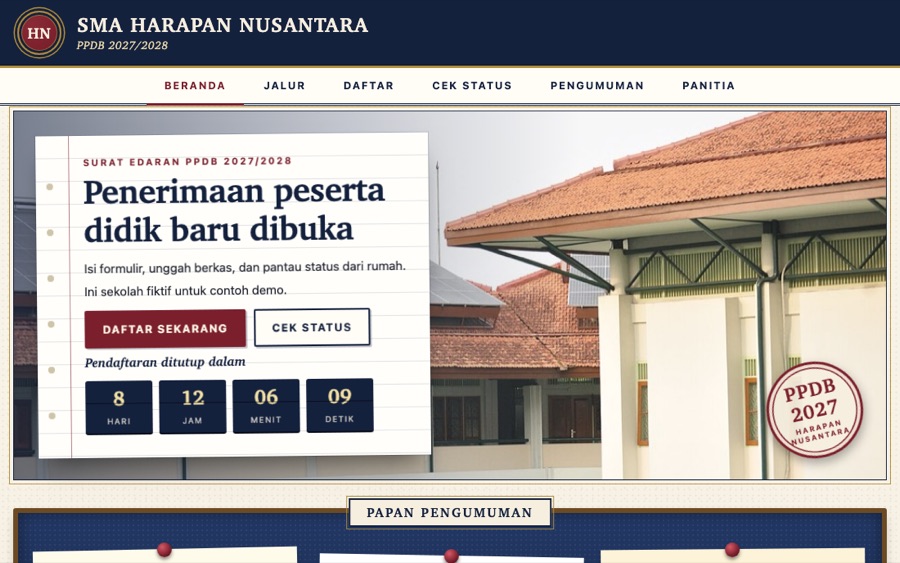 HN
SMA HARAPAN NUSANTARA
PPDB 2027/2028
BERANDA
JALUR
DAFTAR
CEK STATUS
PENGUMUMAN
PANITIA
SURAT EDARAN PPDB 2027/2028
Penerimaan peserta
didik baru dibuka
Isi formulir, unggah berkas, dan pantau status dari rumah.
Ini sekolah fiktif untuk contoh demo.
DAFTAR SEKARANG
CEK STATUS
Pendaftaran ditutup dalam
8
HARI
12
JAM
06
MENIT
09
DETIK
PPDB
2027
HARAPAN
NUSANTARA
PAPAN PENGUMUMAN